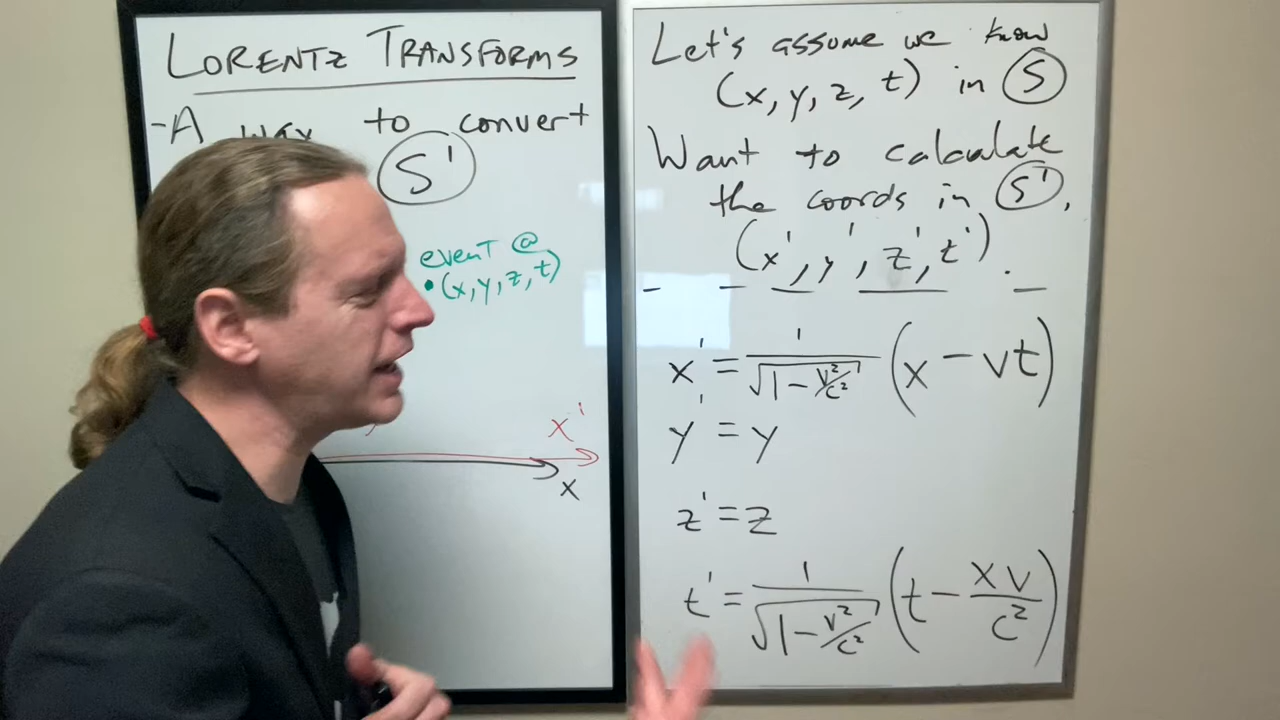 LORENTZ TRANSFORMS
-A way to convert
S'
event @
•(x,y,z,t)
x'
x
Let's assume we know
(x, y, z, t) in S
Want to calculate
the coords in S',
(x', y', z', t').
x' = 1/√(1 - v²/c²) (x - vt)
y' = y
z' = z
t' = 1/√(1 - v²/c²) (t - xv/c²)